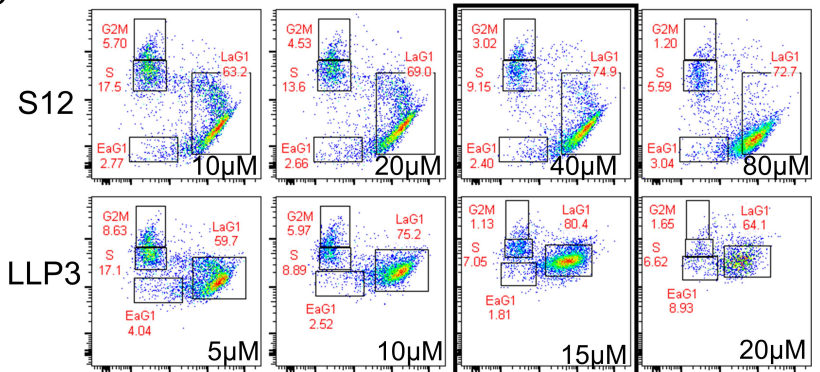 G2M
5.70
S
17.5
LaG1
63.2
EaG1
2.77
10µM
G2M
4.53
S
13.6
LaG1
69.0
EaG1
2.66
20µM
G2M
3.02
S
9.15
LaG1
74.9
EaG1
2.40
40µM
G2M
1.20
S
5.59
LaG1
72.7
EaG1
3.04
80µM
S12
G2M
8.63
S
17.1
LaG1
59.7
EaG1
4.04
5µM
G2M
5.97
S
8.89
LaG1
75.2
EaG1
2.52
10µM
G2M
1.13
S
7.05
LaG1
80.4
EaG1
1.81
15µM
G2M
1.65
S
6.62
LaG1
64.1
EaG1
8.93
20µM
LLP3